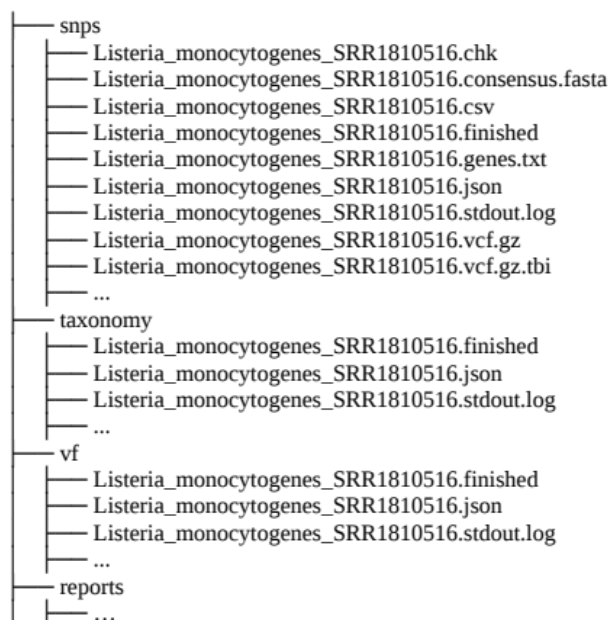 snps
Listeria_monocytogenes_SRR1810516.chk
Listeria_monocytogenes_SRR1810516.consensus.fasta
Listeria_monocytogenes_SRR1810516.csv
Listeria_monocytogenes_SRR1810516.finished
Listeria_monocytogenes_SRR1810516.genes.txt
Listeria_monocytogenes_SRR1810516.json
Listeria_monocytogenes_SRR1810516.stdout.log
Listeria_monocytogenes_SRR1810516.vcf.gz
Listeria_monocytogenes_SRR1810516.vcf.gz.tbi
...
taxonomy
Listeria_monocytogenes_SRR1810516.finished
Listeria_monocytogenes_SRR1810516.json
Listeria_monocytogenes_SRR1810516.stdout.log
...
vf
Listeria_monocytogenes_SRR1810516.finished
Listeria_monocytogenes_SRR1810516.json
Listeria_monocytogenes_SRR1810516.stdout.log
...
reports
...